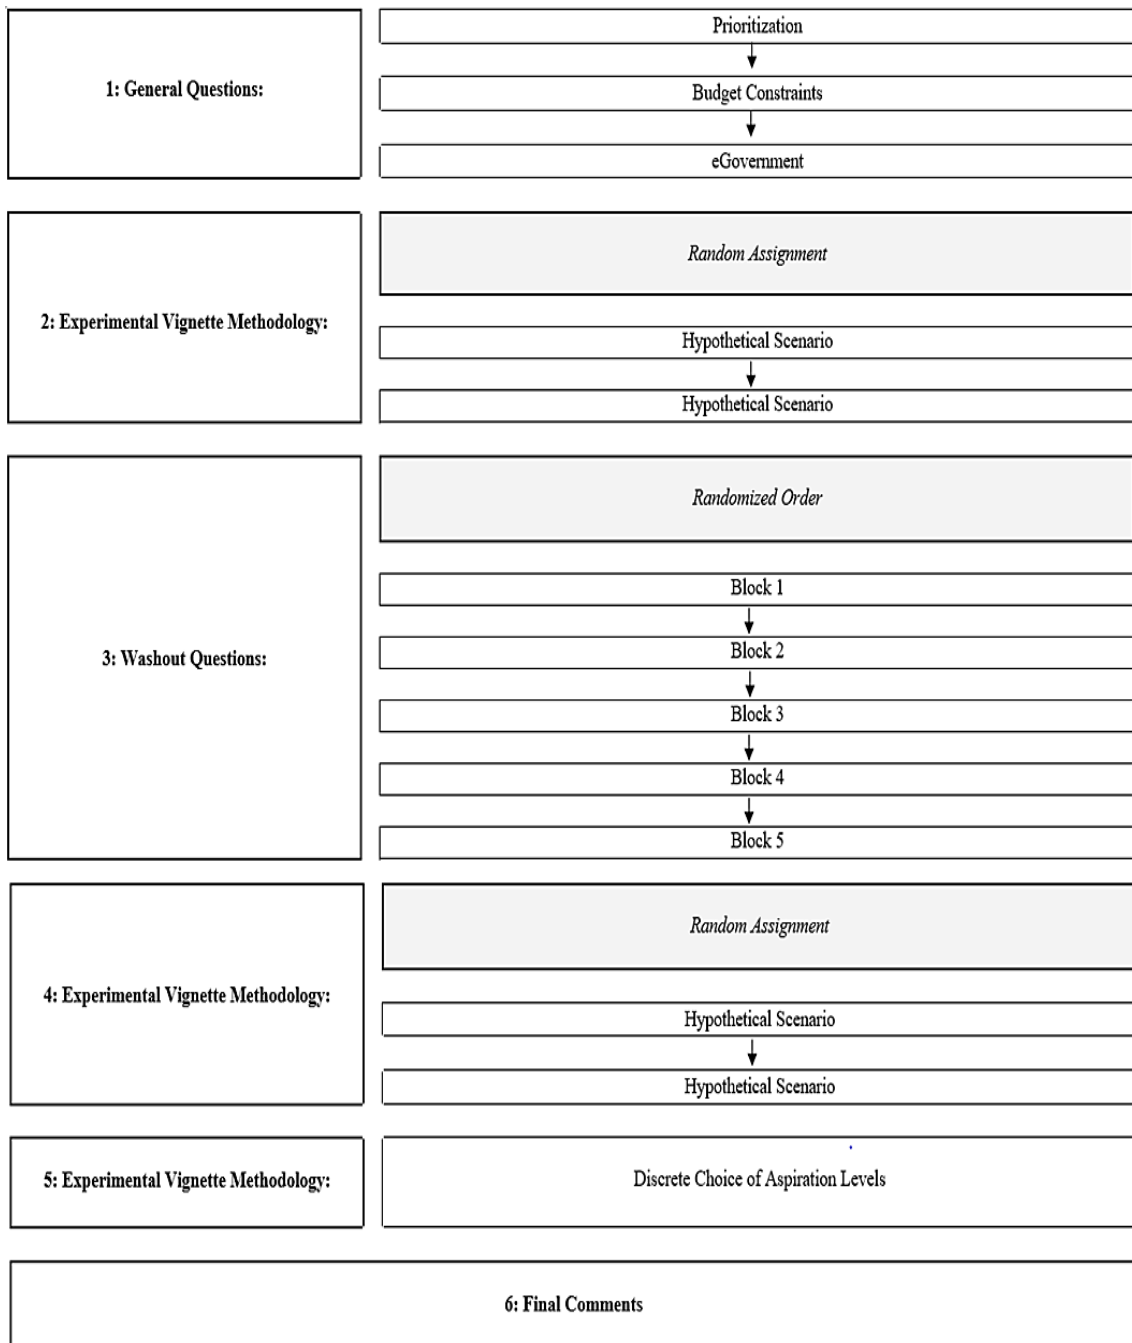 1: General Questions:
Prioritization
Budget Constraints
eGovernment
2: Experimental Vignette Methodology:
Random Assignment
Hypothetical Scenario
Hypothetical Scenario
3: Washout Questions:
Randomized Order
Block 1
Block 2
Block 3
Block 4
Block 5
4: Experimental Vignette Methodology:
Random Assignment
Hypothetical Scenario
Hypothetical Scenario
5: Experimental Vignette Methodology:
Discrete Choice of Aspiration Levels
6: Final Comments